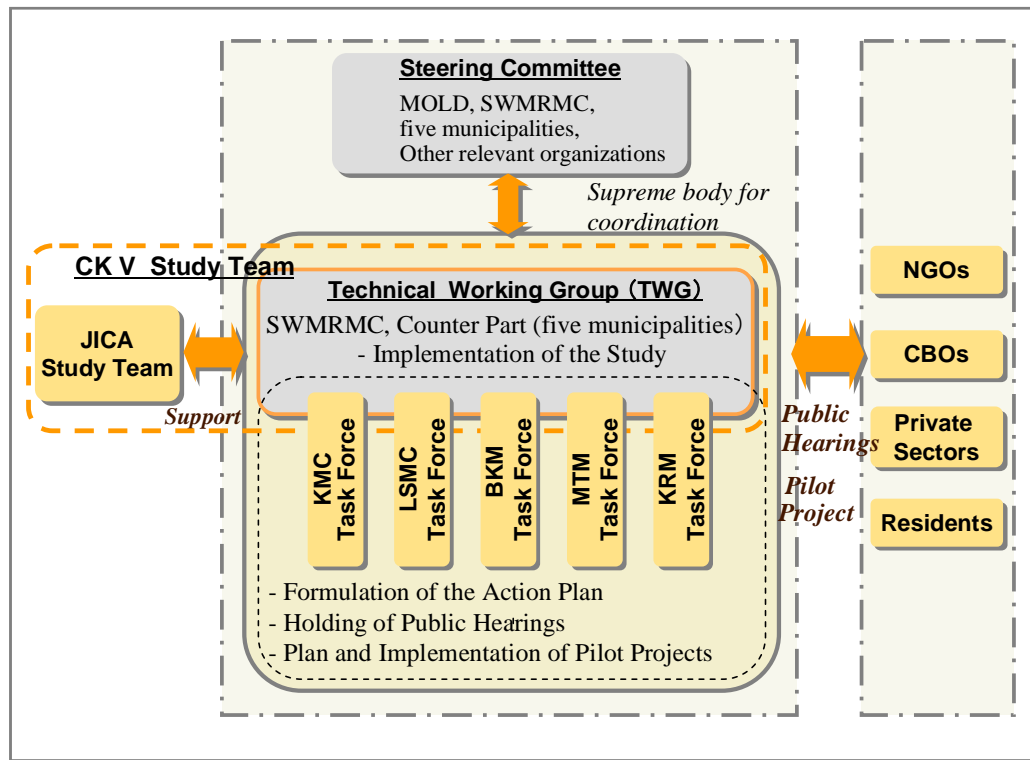 Steering Committee
MOLD, SWMRMC,
five municipalities,
Other relevant organizations
Supreme body for
coordination
CK V Study Team
Technical Working Group（TWG）
SWMRMC, Counter Part (five municipalities）
- Implementation of the Study
JICA
Study Team
Support
KMC
Task Force
LSMC
Task Force
BKM
Task Force
MTM
Task Force
KRM
Task Force
- Formulation of the Action Plan
- Holding of Public Hearings
- Plan and Implementation of Pilot Projects
Public
Hearings
Pilot
Project
NGOs
CBOs
Private
Sectors
Residents